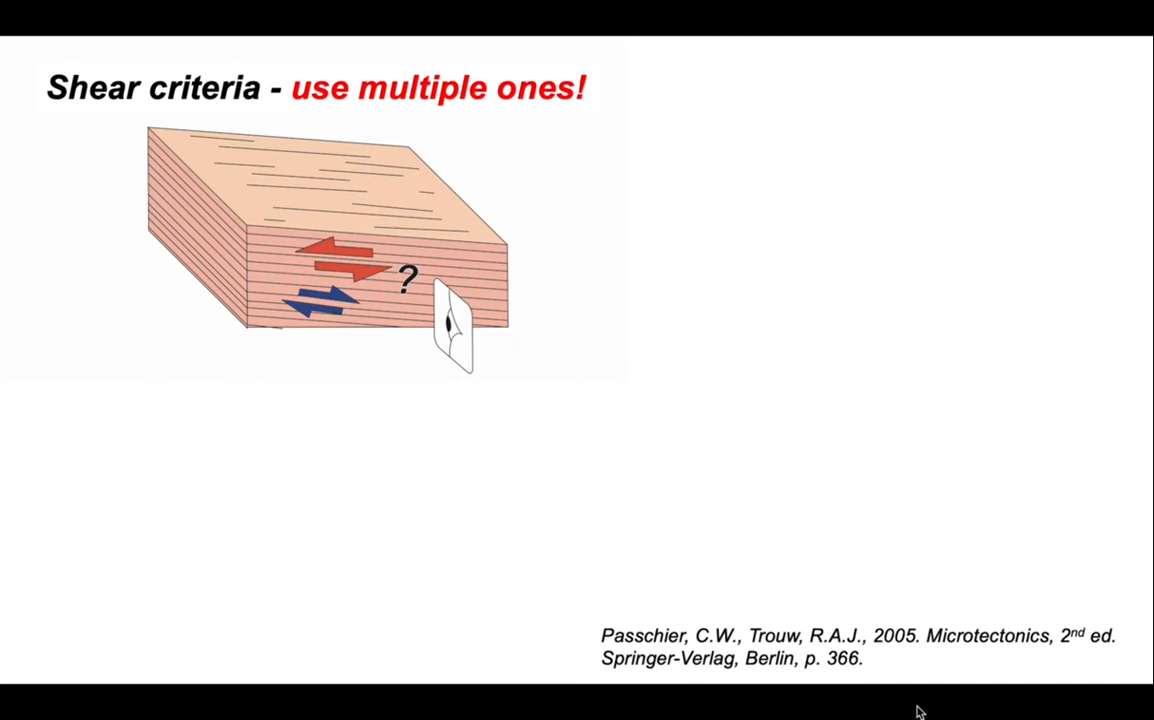 Shear criteria - use multiple ones!
?
Passchier, C.W., Trouw, R.A.J., 2005. Microtectonics, 2nd ed.
Springer-Verlag, Berlin, p. 366.